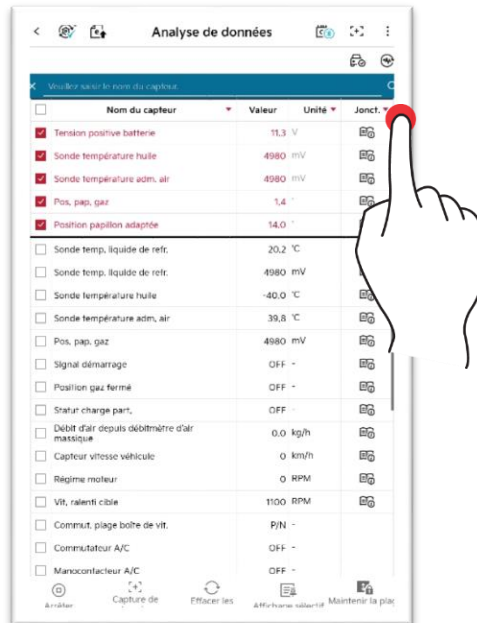 Analyse de données
Veuillez saisir le nom du capteur
Nom du capteur Valeur Unité Jonct.
Tension positive batterie 11,3 V
Sonde température huile 4980 mV
Sonde température adm. air 4980 mV
Pos, pap, gaz 1,4 °
Position papillon adaptée 14,0 °
Sonde temp, liquide de refr, 20,2 °C
Sonde temp, liquide de refr, 4980 mV
Sonde température huile -40,0 °C
Sonde température adm, air 39,8 °C
Pos, pap, gaz 4980 mV
Signal démarrage OFF -
Position gaz fermé OFF -
Statut charge part, OFF -
Débit d'air depuis débitmètre d'air
massique 0,0 kg/h
Capteur vitesse véhicule 0 km/h
Régime moteur 0 RPM
Vit, ralenti cible 1100 RPM
Commut, plage boîte de vit, P/N -
Commutateur A/C OFF -
Manocontacteur A/C OFF -
Arrêter Capture de Effacer les Affichage sélectif Maintenir la plag